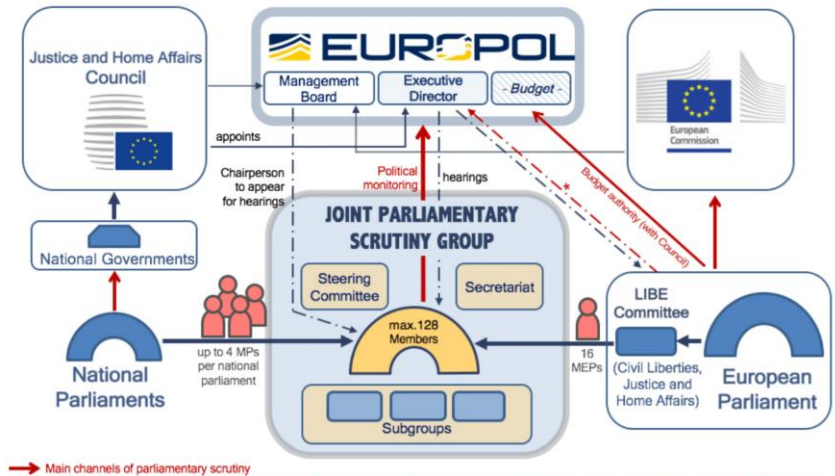 EUROPOL
Justice and Home Affairs
Council
Management
Board
Executive
Director
- Budget -
European
Commission
appoints
Chairperson
to appear
for hearings
Political
monitoring
hearings
Budget authority (with Council)
*
National Governments
JOINT PARLIAMENTARY
SCRUTINY GROUP
Steering
Committee
Secretariat
max.128
Members
up to 4 MPs
per national
parliament
16
MEPs
LIBE
Committee
(Civil Liberties,
Justice and
Home Affairs)
National
Parliaments
European
Parliament
Subgroups
Main channels of parliamentary scrutiny